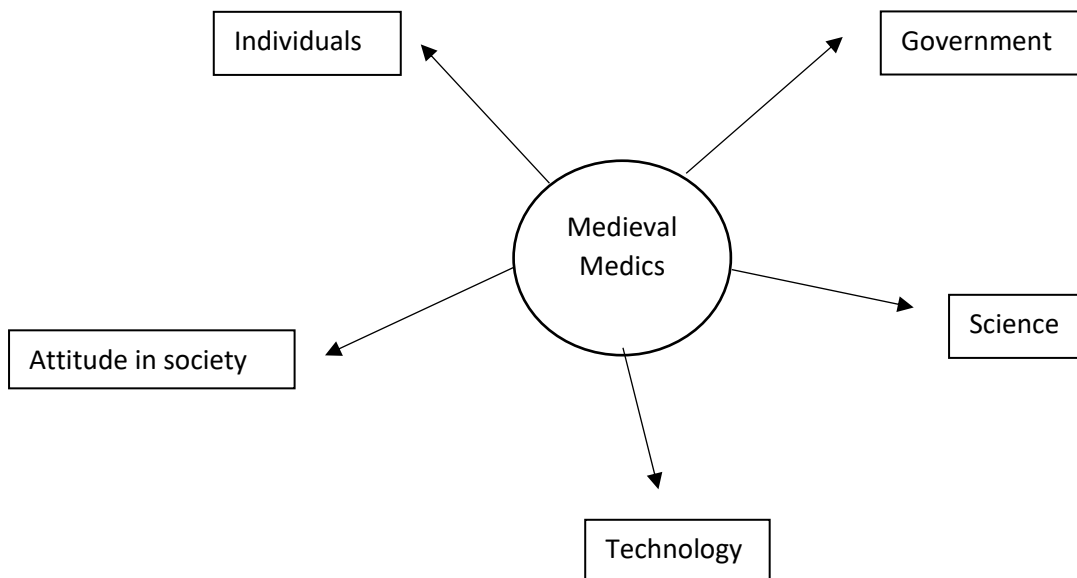 Individuals
Government
Medieval
Medics
Science
Attitude in society
Technology